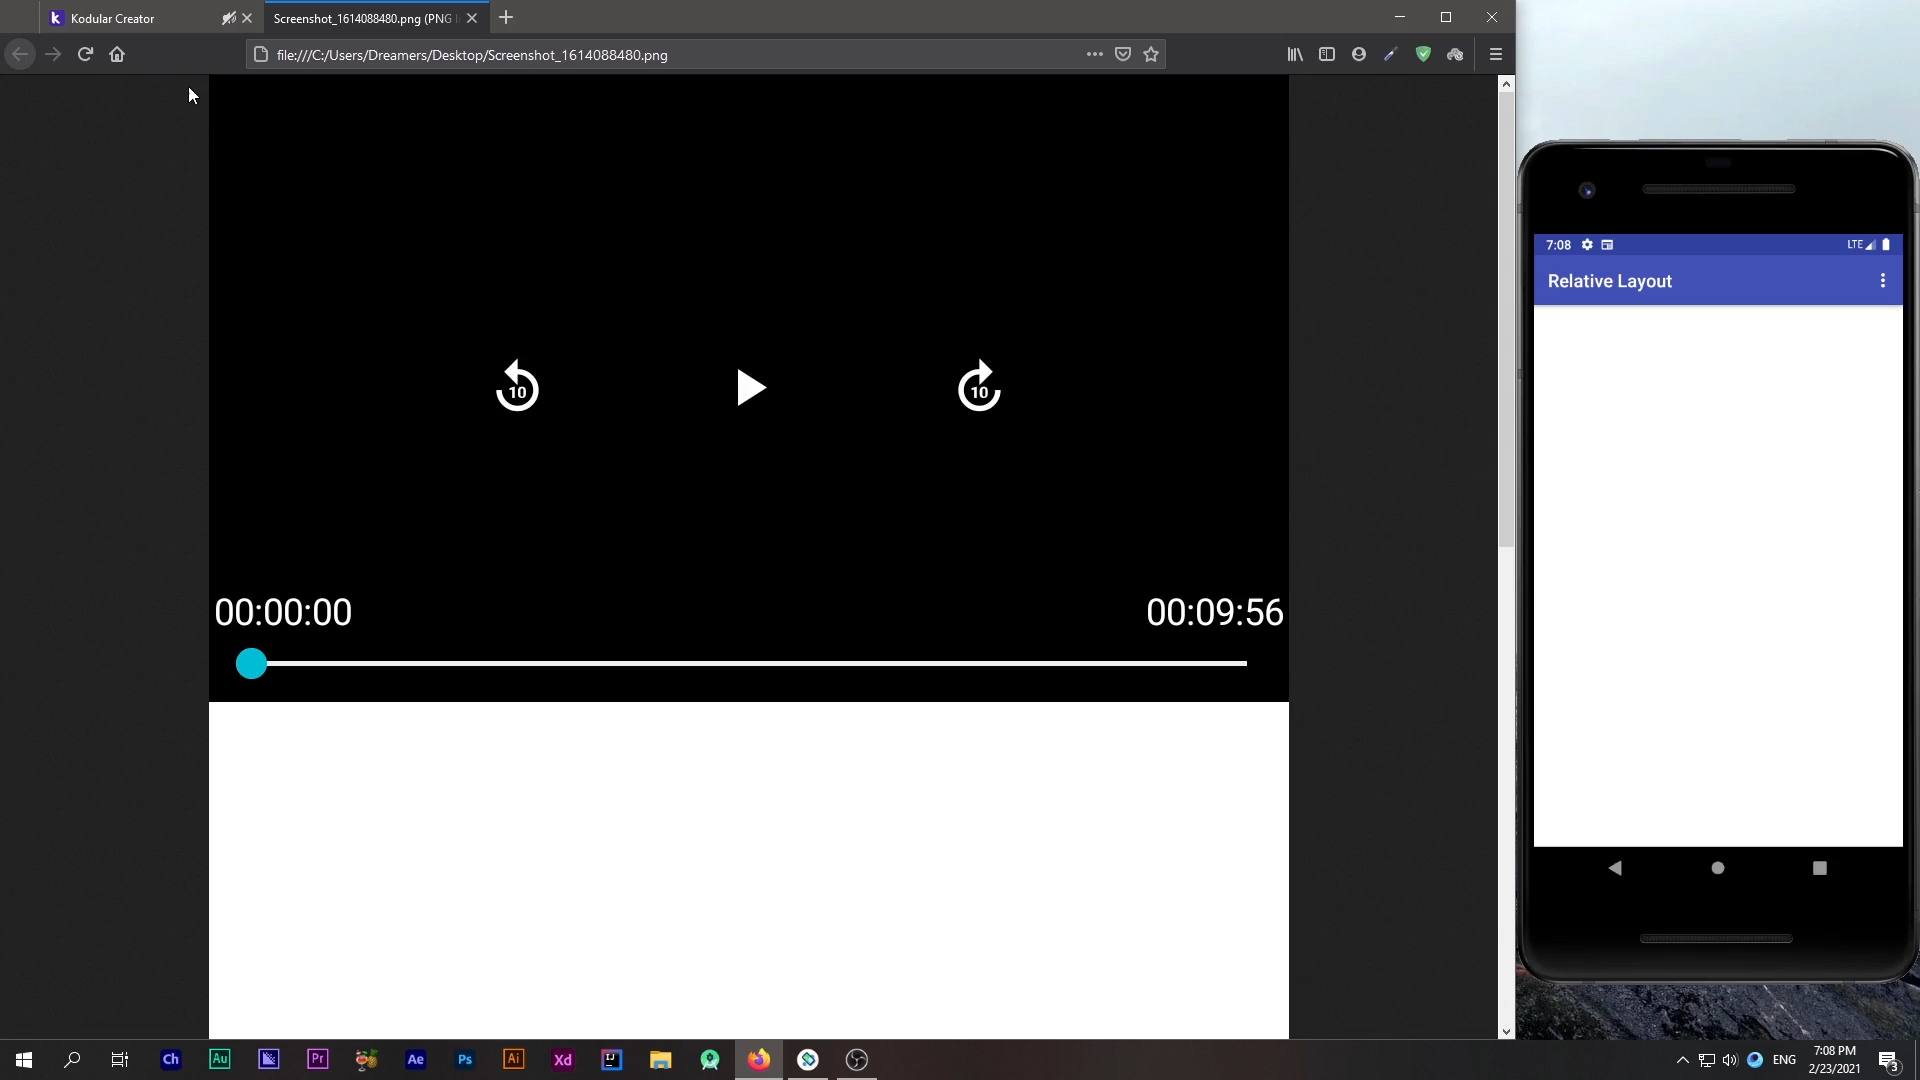 Kodular Creator
Screenshot_1614088480.png (PNG I
file:///C:/Users/Dreamers/Desktop/Screenshot_1614088480.png
7:08
LTE
Relative Layout
10
10
00:00:00
00:09:56
Ch
Au
Pr
Ae
Ps
Ai
Xd
IJ
ENG
7:08 PM
2/23/2021
3